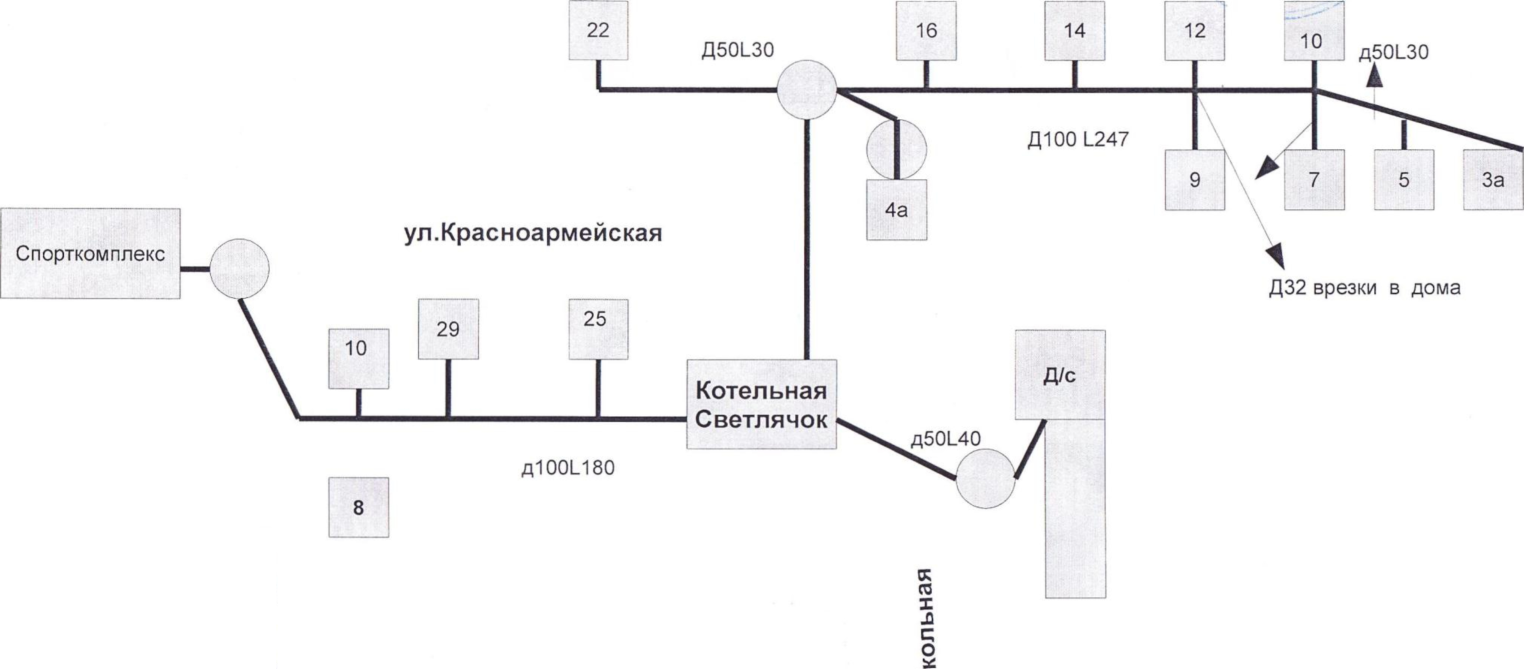 22
Д50L30
16
14
12
10
д50L30
Д100 L247
4а
9
7
5
3а
ул.Красноармейская
Спорткомплекс
Д32 врезки в дома
10
29
25
Котельная
Светлячок
Д/с
д50L40
д100L180
8
кольная